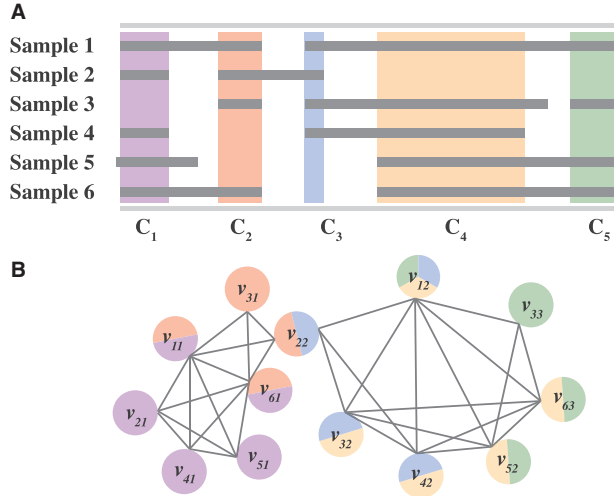 A
Sample 1
Sample 2
Sample 3
Sample 4
Sample 5
Sample 6
C1 C2 C3 C4 C5
B
v31
v12
v33
v11
v22
v61
v63
v21
v32
v52
v41
v51
v42